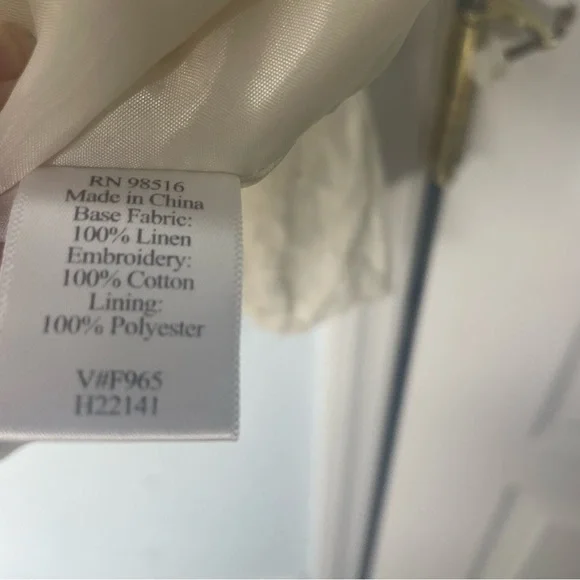 RN 98516
Made in China
Base Fabric:
100% Linen
Embroidery:
100% Cotton
Lining:
100% Polyester
V#F965
H22141